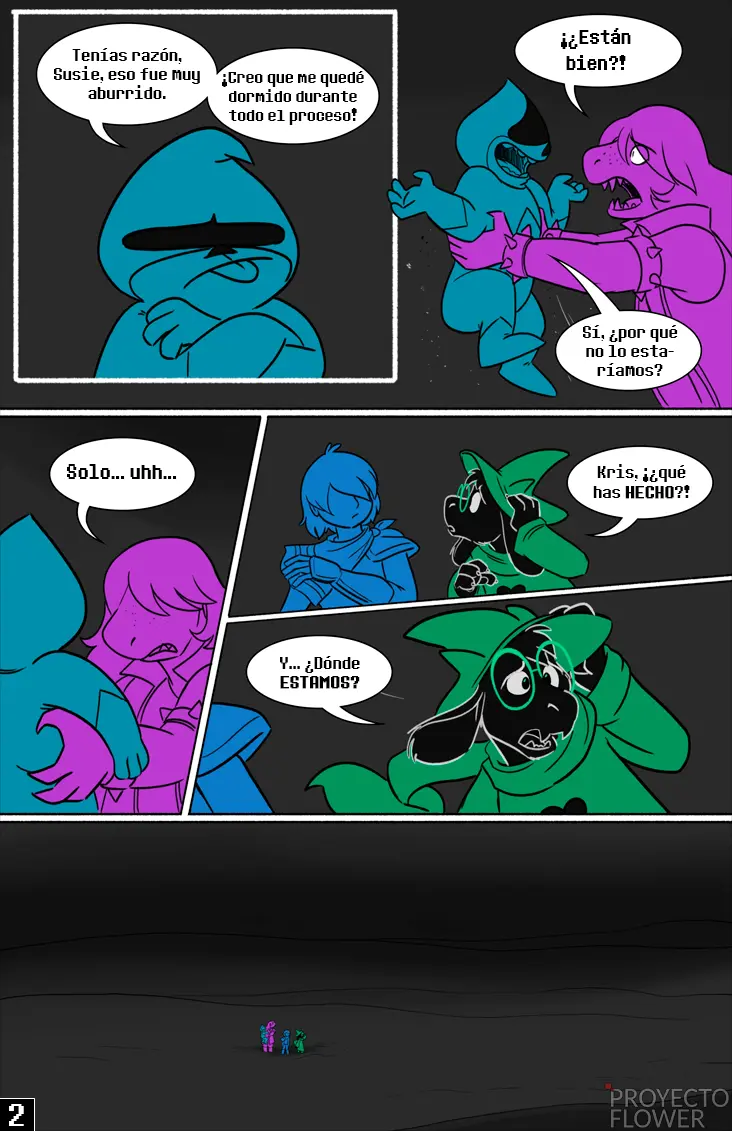 Tenías razón,
Susie, eso fue muy
aburrido.
¡Creo que me quedé
dormido durante
todo el proceso!
¡¿Están
bien?!
Sí, ¿por qué
no lo esta-
ríamos?
Solo... uhh...
Kris, ¡¿qué
has HECHO?!
Y... ¿Dónde
ESTAMOS?
2
PROYECTO
FLOWER